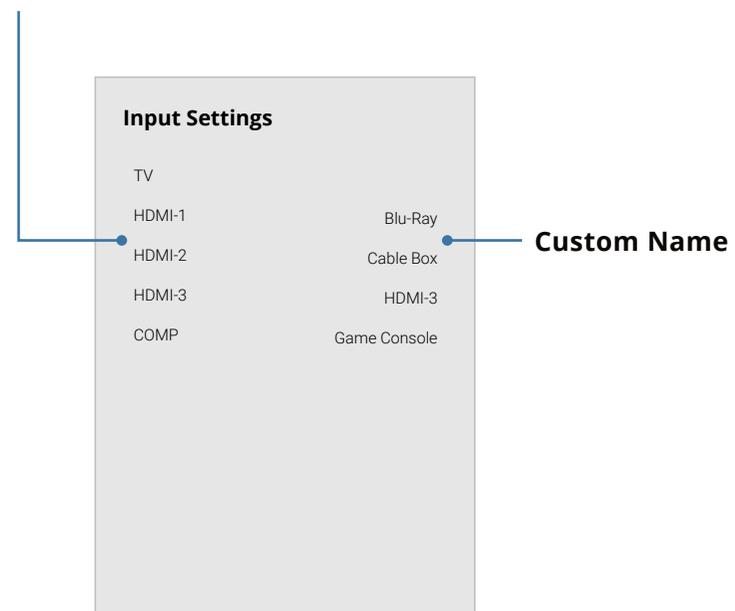 Input Settings
TV
HDMI-1 Blu-Ray
HDMI-2 Cable Box
HDMI-3 HDMI-3
COMP Game Console
Custom Name